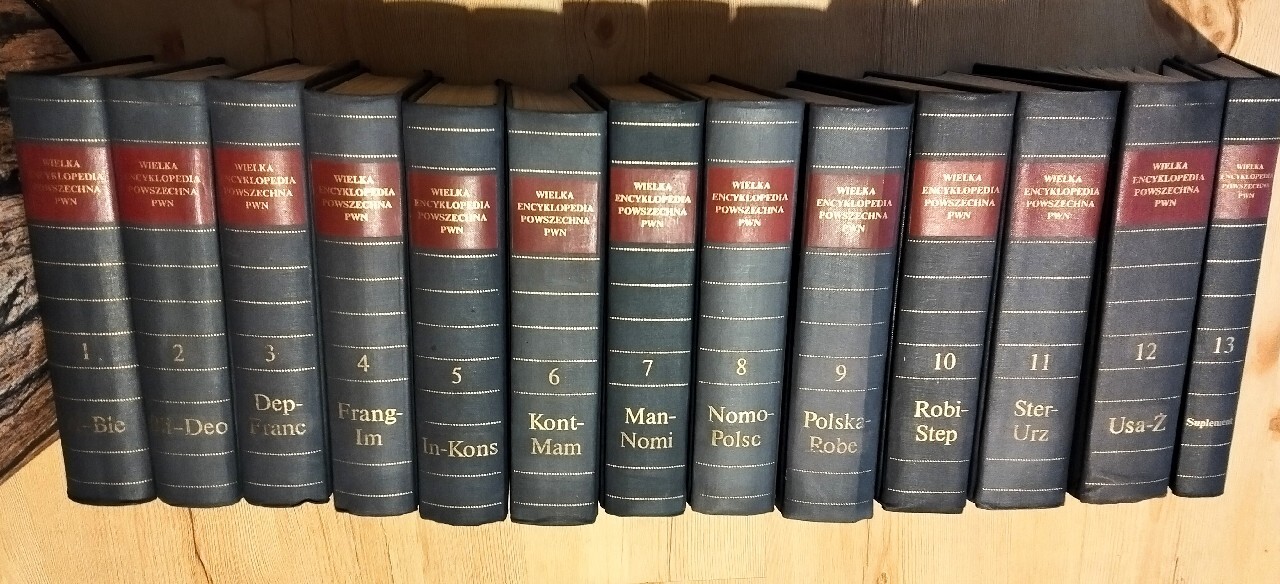 WIELKA
ENCYKLOPEDIA
POWSZECHNA
PWN
1
-Bie
WIELKA
ENCYKLOPEDIA
POWSZECHNA
PWN
2
-Deo
WIELKA
ENCYKLOPEDIA
POWSZECHNA
PWN
3
Dep-
Franc
WIELKA
ENCYKLOPEDIA
POWSZECHNA
PWN
4
Frang-
Im
WIELKA
ENCYKLOPEDIA
POWSZECHNA
PWN
5
In-Kons
WIELKA
ENCYKLOPEDIA
POWSZECHNA
PWN
6
Kont-
Mam
WIELKA
ENCYKLOPEDIA
POWSZECHNA
PWN
7
Man-
Nomi
WIELKA
ENCYKLOPEDIA
POWSZECHNA
PWN
8
Nomo-
Polsc
WIELKA
ENCYKLOPEDIA
POWSZECHNA
PWN
9
Polska-
Robe
WIELKA
ENCYKLOPEDIA
POWSZECHNA
PWN
10
Robi-
Step
WIELKA
ENCYKLOPEDIA
POWSZECHNA
PWN
11
Ster-
Urz
WIELKA
ENCYKLOPEDIA
POWSZECHNA
PWN
12
Usa-Ż
WIELKA
ENCYKLOPEDIA
POWSZECHNA
PWN
13
Suplement